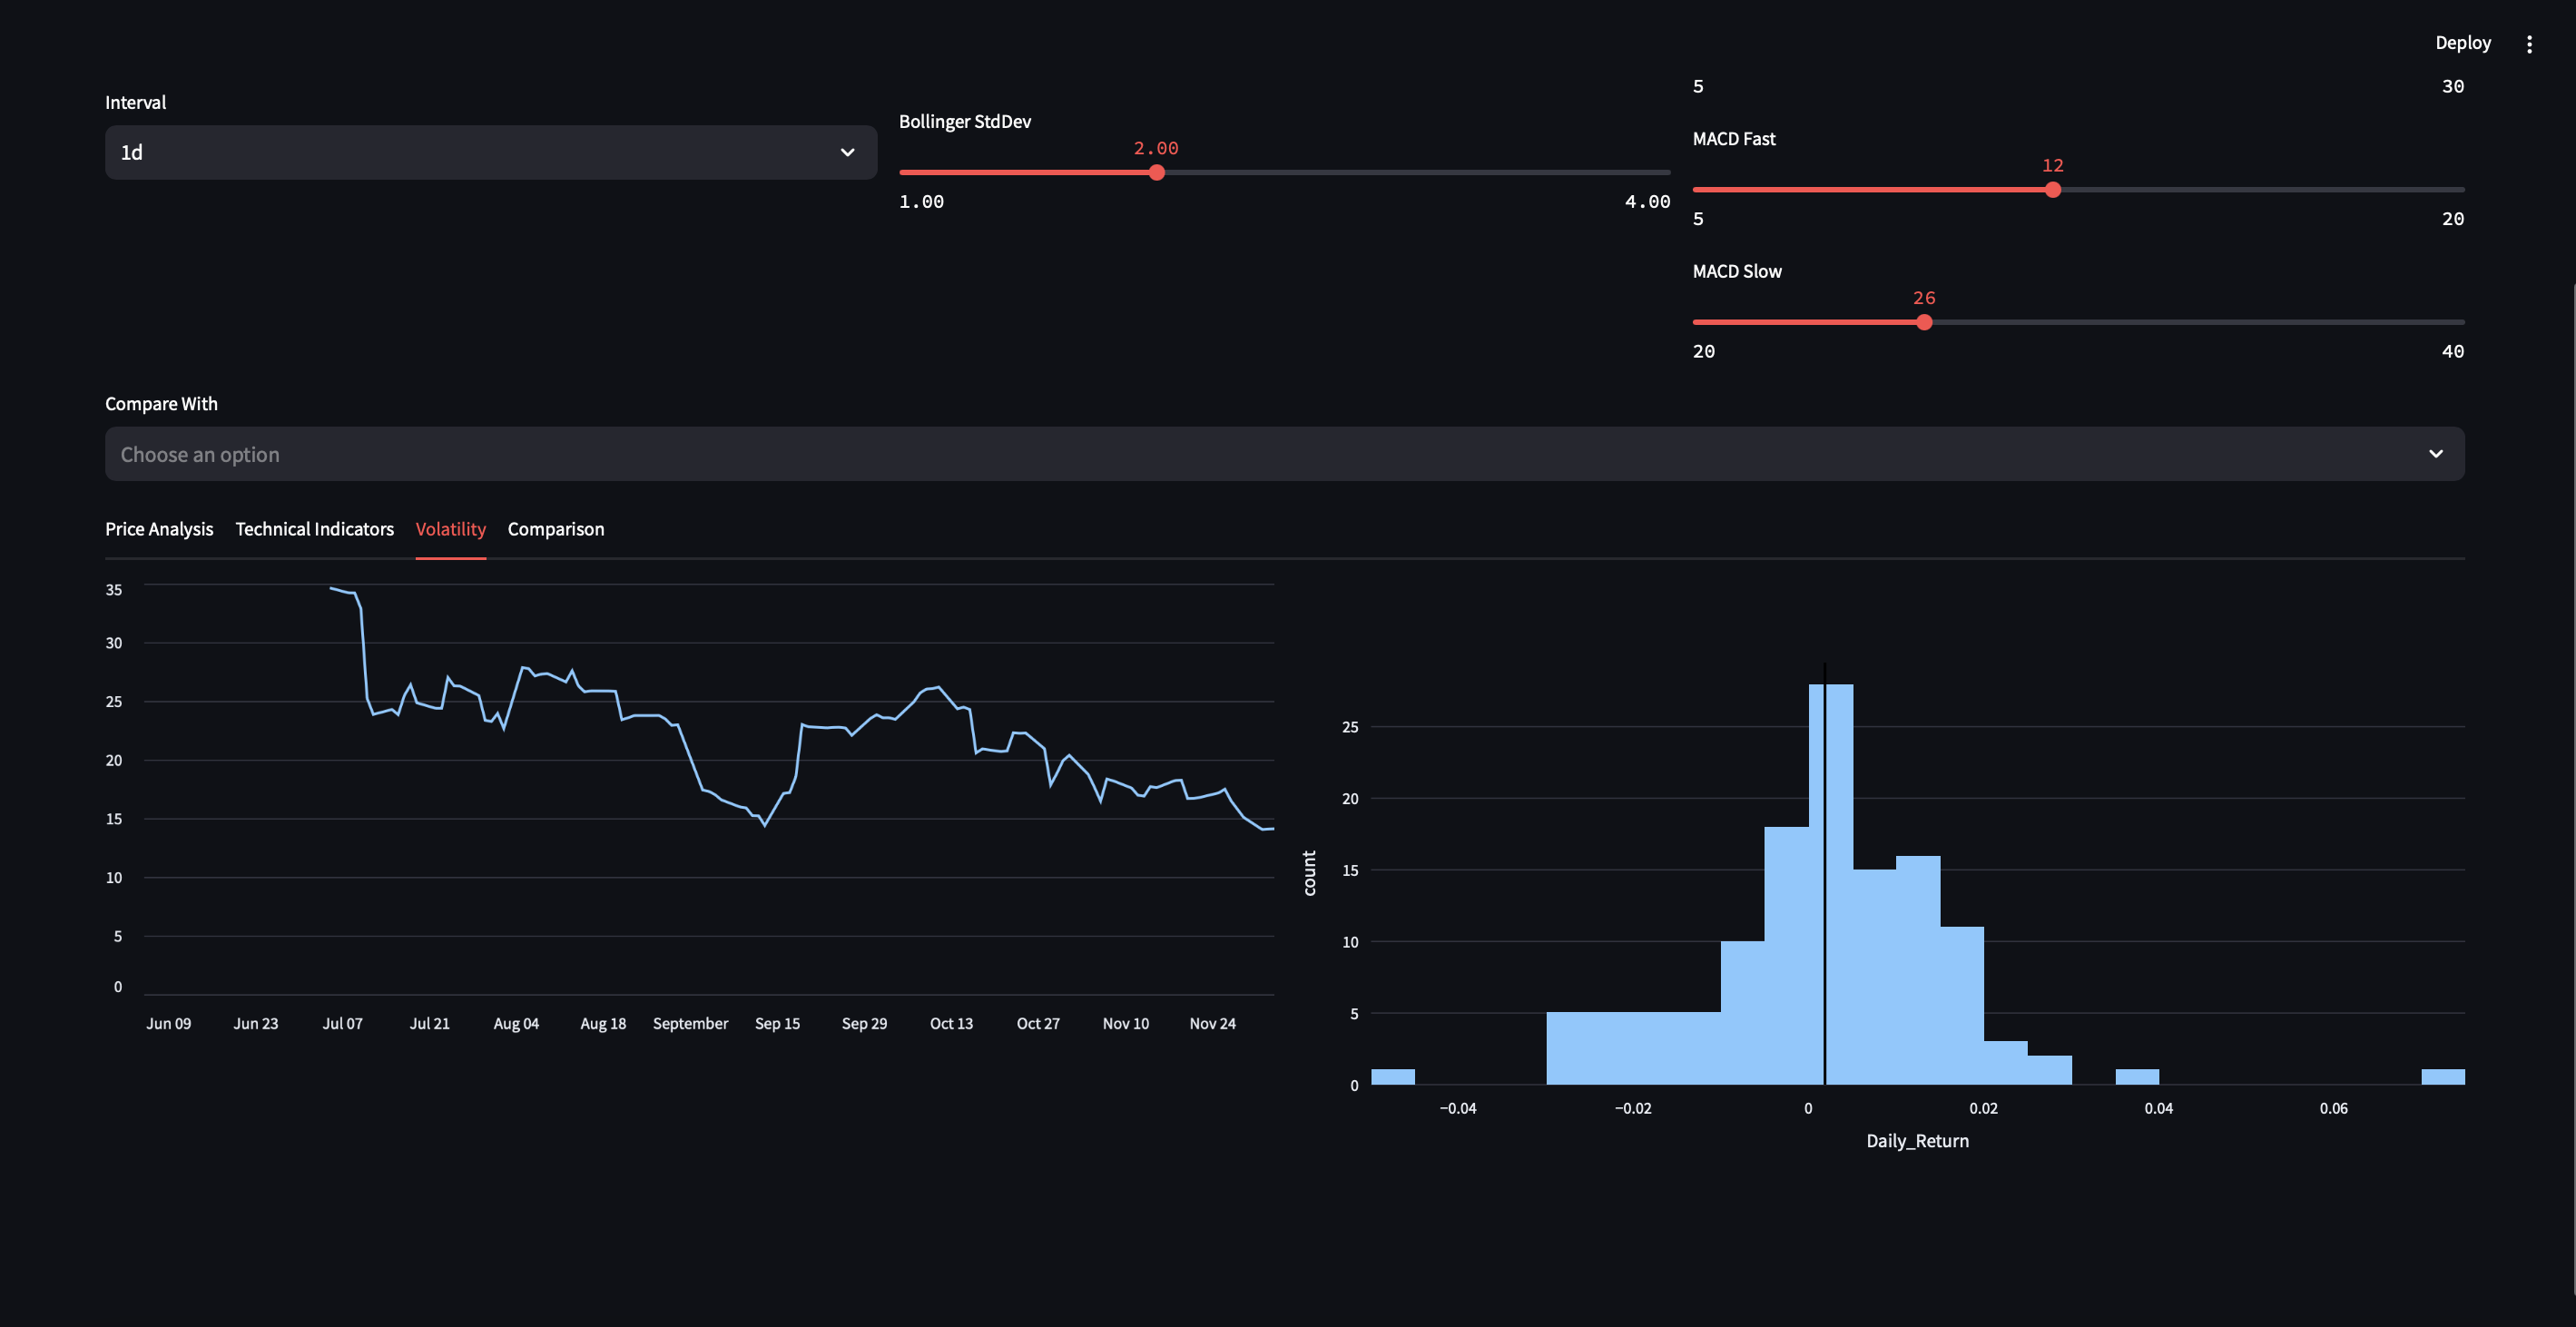 Deploy
5 30
Interval
1d
Bollinger StdDev
2.00
1.00 4.00
MACD Fast
12
5 20
MACD Slow
26
20 40
Compare With
Choose an option
Price Analysis Technical Indicators Volatility Comparison
35
30
25
20
15
10
5
0
Jun 09 Jun 23 Jul 07 Jul 21 Aug 04 Aug 18 September Sep 15 Sep 29 Oct 13 Oct 27 Nov 10 Nov 24
count
25
20
15
10
5
0
−0.04 −0.02 0 0.02 0.04 0.06
Daily_Return